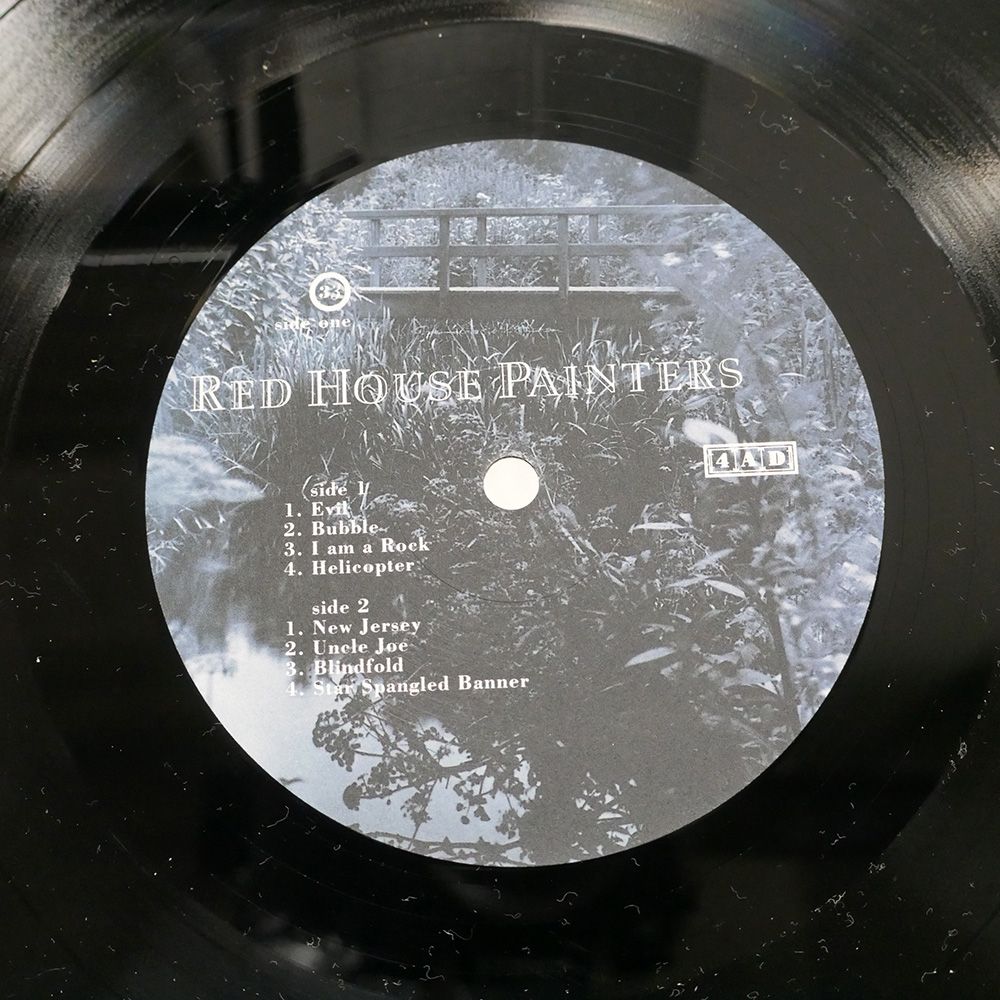 33
side one
RED HOUSE PAINTERS
4AD
side 1
1. Evil
2. Bubble
3. I am a Rock
4. Helicopter
side 2
1. New Jersey
2. Uncle Joe
3. Blindfold
4. Star Spangled Banner